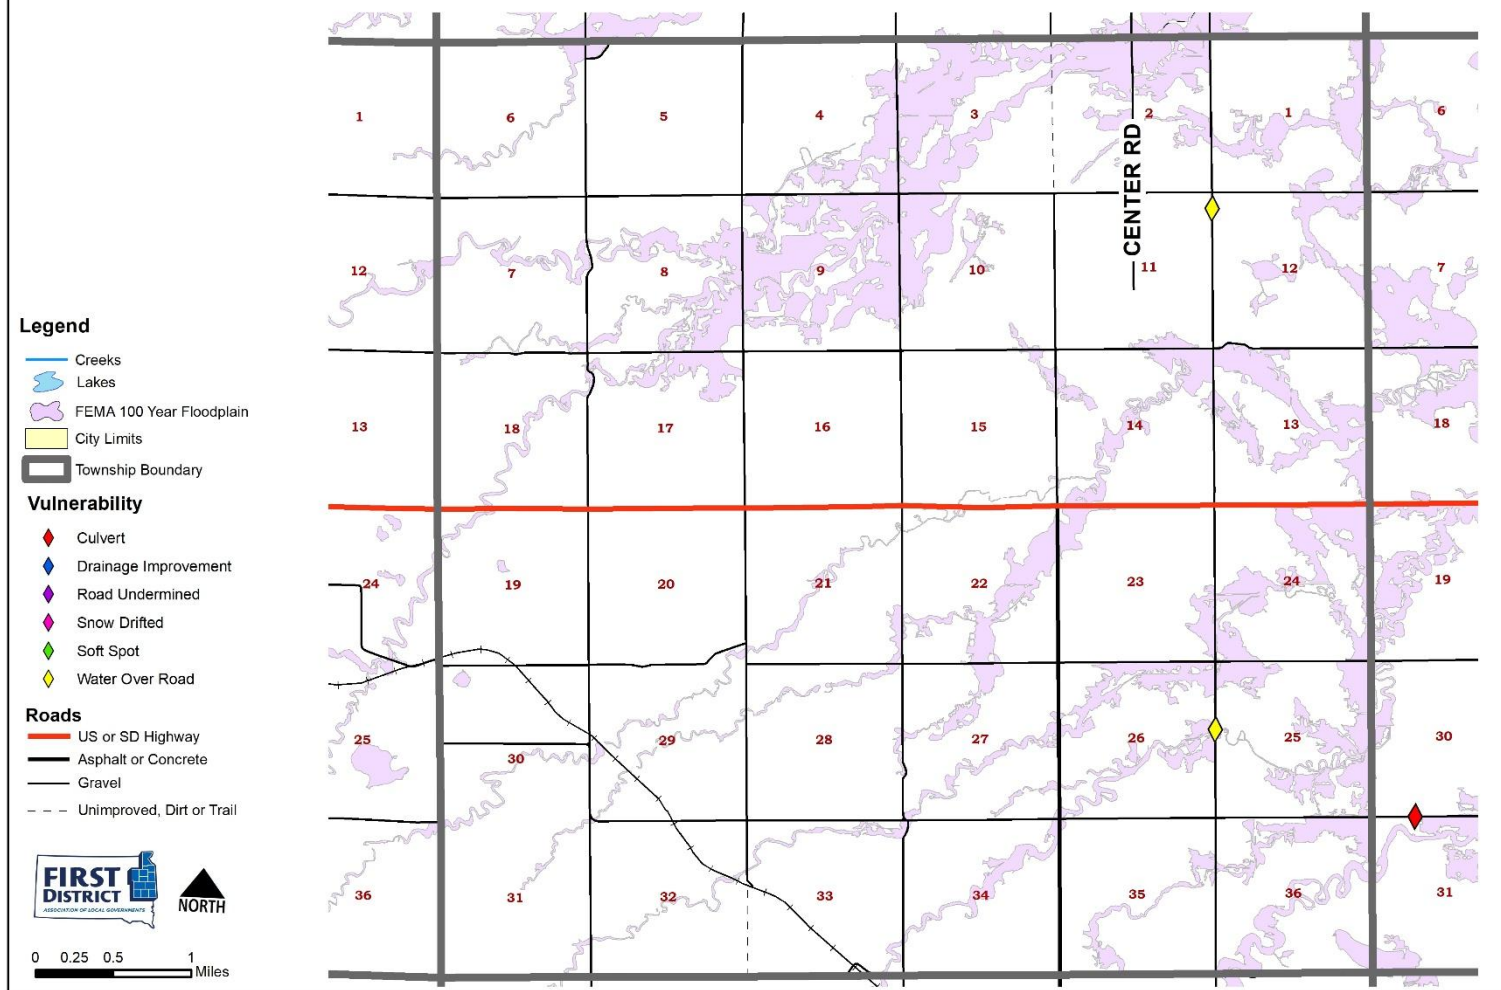 1 6 5 4 3 2 1 6
CENTER RD
12 7 8 9 10 11 12 7
13 18 17 16 15 14 13 18
24 19 20 21 22 23 24 19
25 30 29 28 27 26 25 30
36 31 32 33 34 35 36 31
Legend
Creeks
Lakes
FEMA 100 Year Floodplain
City Limits
Township Boundary
Vulnerability
Culvert
Drainage Improvement
Road Undermined
Snow Drifted
Soft Spot
Water Over Road
Roads
US or SD Highway
Asphalt or Concrete
Gravel
Unimproved, Dirt or Trail
FIRST
DISTRICT
ASSOCIATION OF LOCAL GOVERNMENTS
NORTH
0 0.25 0.5 1
Miles